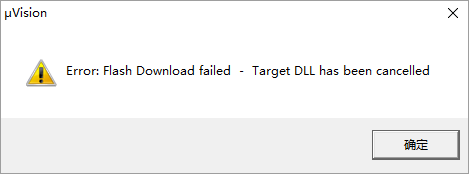 μVision
Error: Flash Download failed - Target DLL has been cancelled
确定